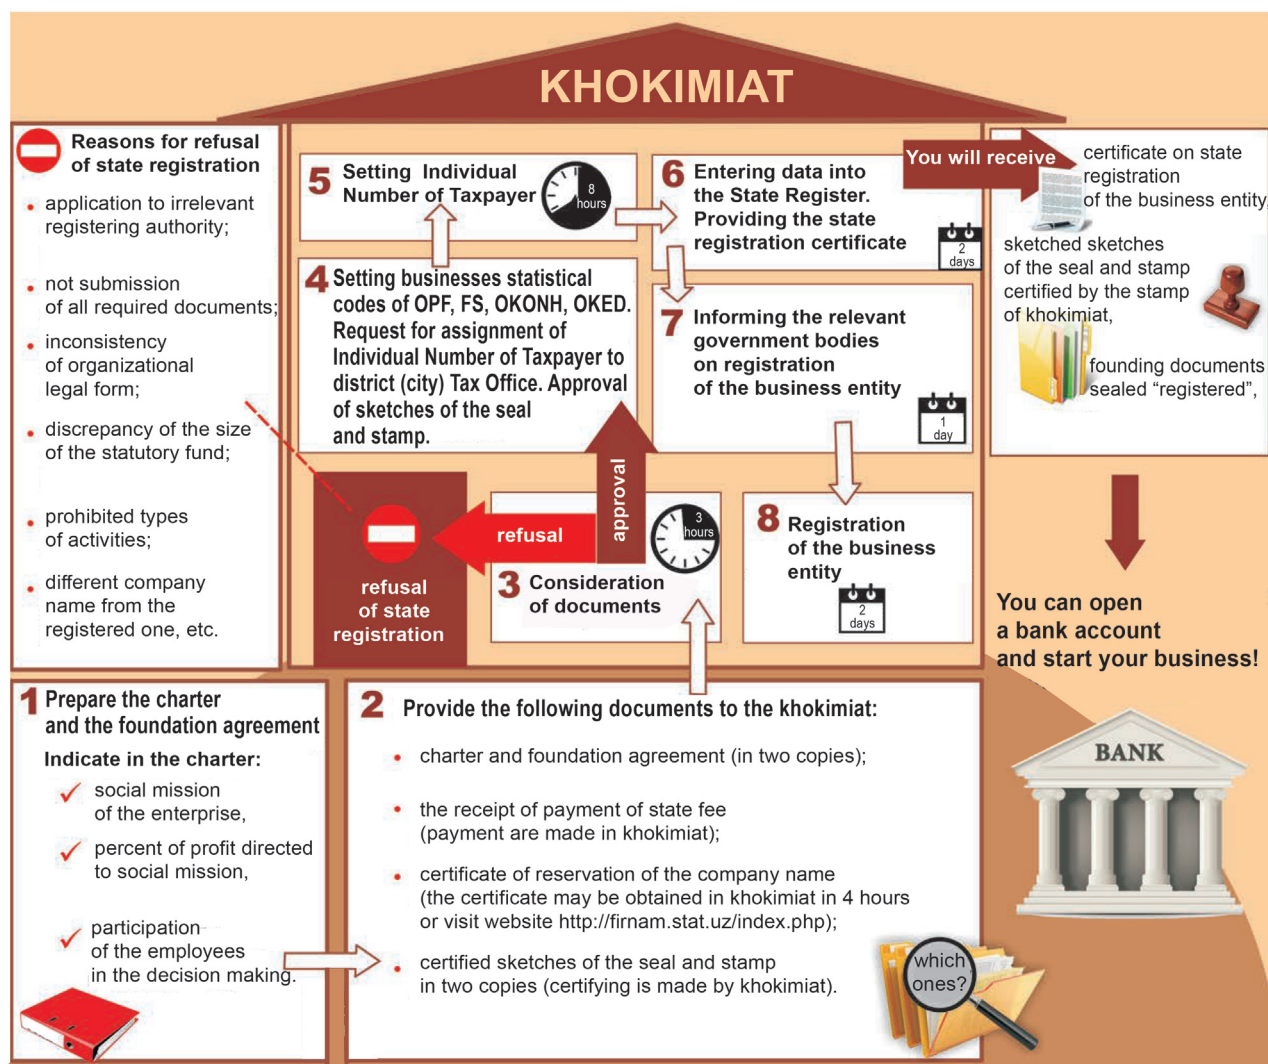 KHOKIMIAT
Reasons for refusal
of state registration
application to irrelevant
registering authority;
not submission
of all required documents;
inconsistency
of organizational
legal form;
discrepancy of the size
of the statutory fund;
prohibited types
of activities;
different company
name from the
registered one, etc.
5 Setting Individual
Number of Taxpayer
8
hours
6 Entering data into
the State Register.
Providing the state
registration certificate
2
days
You will receive
certificate on state
registration
of the business entity,
sketched sketches
of the seal and stamp
certified by the stamp
of khokimiat,
founding documents
sealed “registered”,
4 Setting businesses statistical
codes of OPF, FS, OKONH, OKED.
Request for assignment of
Individual Number of Taxpayer to
district (city) Tax Office. Approval
of sketches of the seal
and stamp.
7 Informing the relevant
government bodies
on registration
of the business entity
1
day
refusal
of state
registration
refusal
approval
3
hours
3 Consideration
of documents
8 Registration
of the business
entity
2
days
You can open
a bank account
and start your business!
BANK
1 Prepare the charter
and the foundation agreement
Indicate in the charter:
social mission
of the enterprise,
percent of profit directed
to social mission,
participation
of the employees
in the decision making.
2 Provide the following documents to the khokimiat:
charter and foundation agreement (in two copies);
the receipt of payment of state fee
(payment are made in khokimiat);
certificate of reservation of the company name
(the certificate may be obtained in khokimiat in 4 hours
or visit website http://firnam.stat.uz/index.php);
certified sketches of the seal and stamp
in two copies (certifying is made by khokimiat).
which
ones?